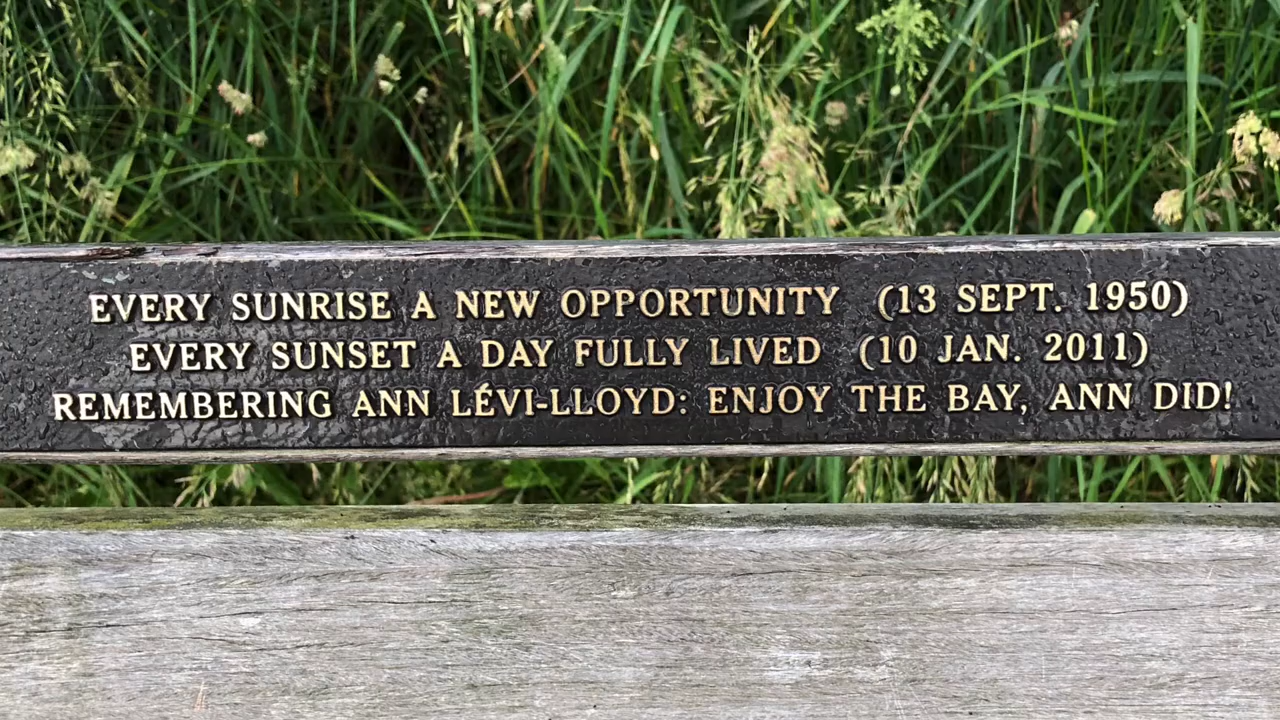 EVERY SUNRISE A NEW OPPORTUNITY (13 SEPT. 1950)
EVERY SUNSET A DAY FULLY LIVED (10 JAN. 2011)
REMEMBERING ANN LÉVI-LLOYD: ENJOY THE BAY, ANN DID!